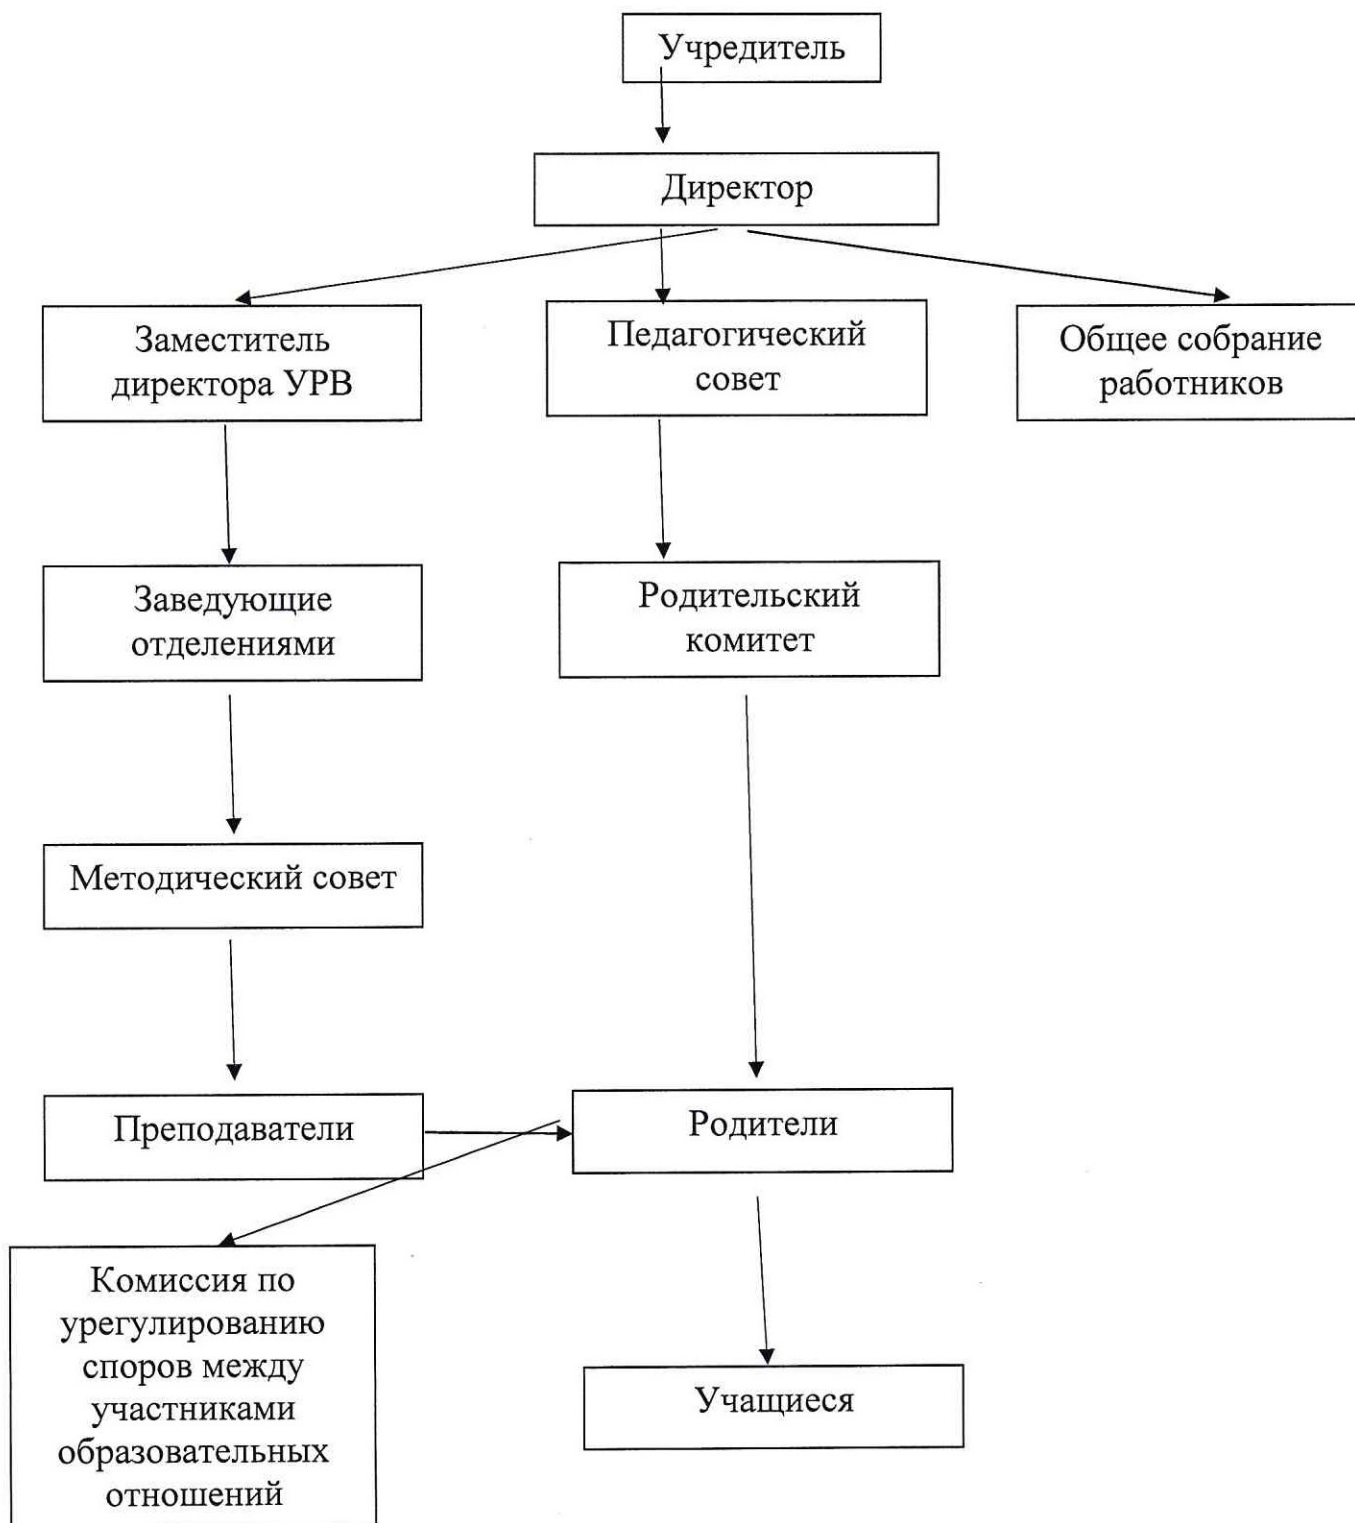 Учредитель
Директор
Заместитель
директора УРВ
Педагогический
совет
Общее собрание
работников
Заведующие
отделениями
Родительский
комитет
Методический совет
Преподаватели
Родители
Комиссия по
урегулированию
споров между
участниками
образовательных
отношений
Учащиеся